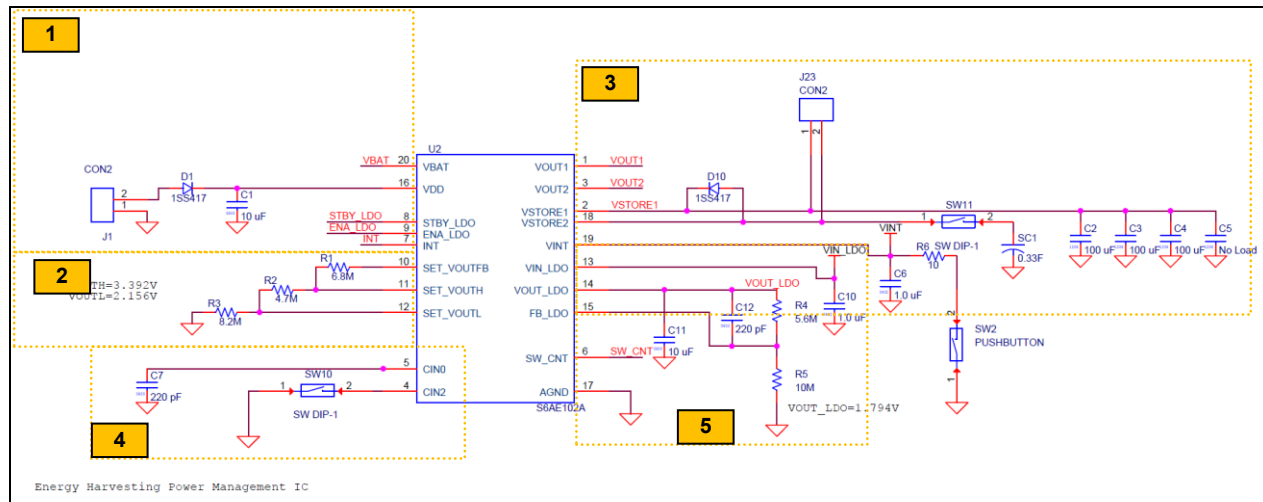 1
3
J23
CON2
1
2
U2
VBAT
20
VBAT
VOUT1
1
VOUT1
CON2
D1
1SS417
16
VDD
VOUT2
3
VOUT2
D10
1SS417
2
1
C1
10 uF
VSTORE1
2
VSTORE1
SW11
J1
STBY_LDO
8
STBY_LDO
VSTORE2
18
1
2
ENA_LDO
9
ENA_LDO
INT
7
INT
VINT
19
VIN_LDO
VINT
R6
SW DIP-1
10
SC1
0.33F
C2
100 uF
C3
100 uF
C4
100 uF
C5
No Load
2
R1
6.8M
10
SET_VOUTFB
VIN_LDO
13
C6
1.0 uF
TH=3.392V
VOUTL=2.156V
R2
4.7M
11
SET_VOUTH
VOUT_LDO
14
VOUT_LDO
C10
1.0 uF
R3
8.2M
12
SET_VOUTL
FB_LDO
15
C12
220 pF
R4
5.6M
C11
10 uF
2
SW2
PUSHBUTTON
1
SW_CNT
6
SW_CNT
5
CIN0
C7
220 pF
1
SW10
2
4
CIN2
AGND
17
R5
10M
SW DIP-1
S6AE102A
VOUT_LDO=1.794V
4
5
Energy Harvesting Power Management IC